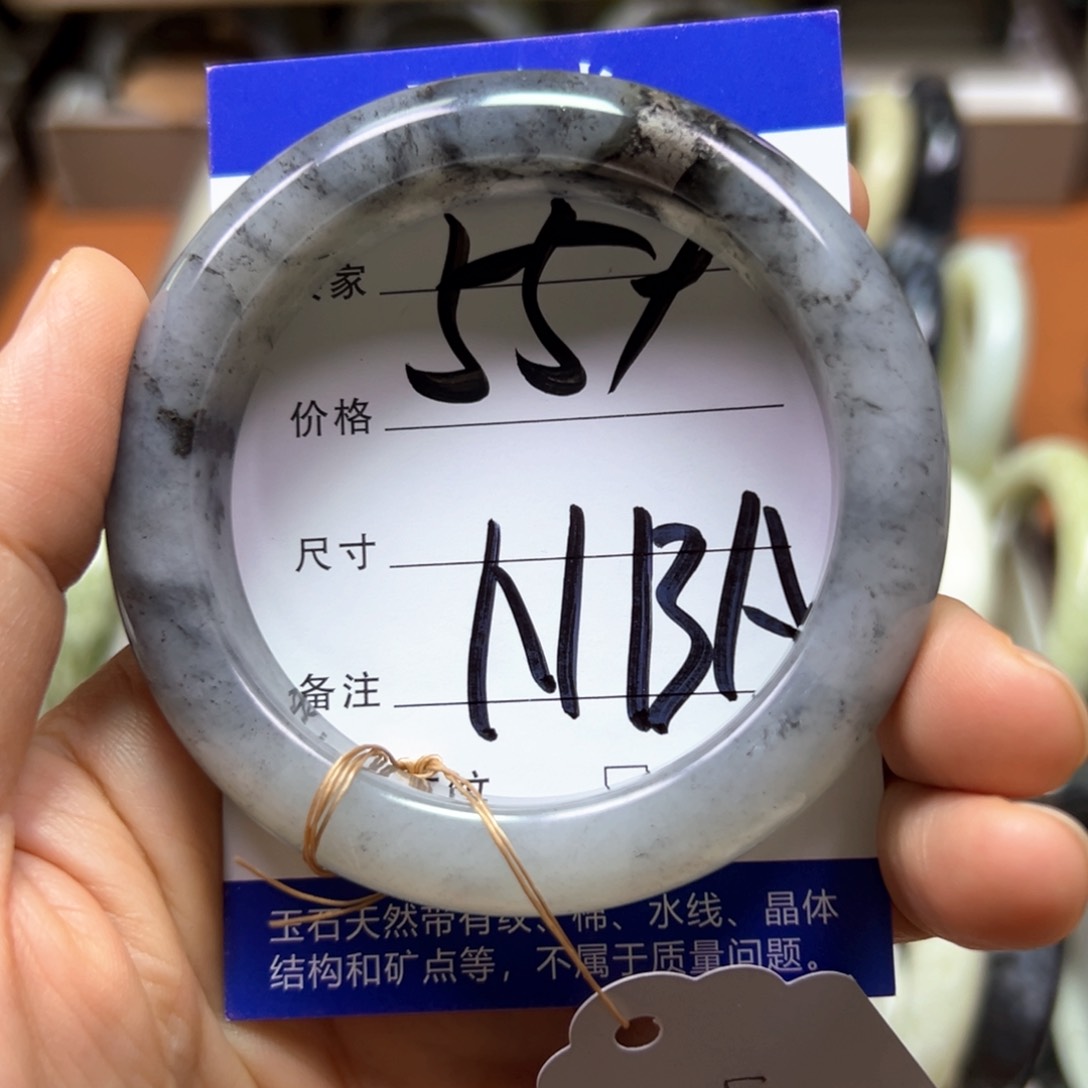 家
551
价格
尺寸
NBA
备注
玉石天然带有纹、棉、水线、晶体
结构和矿点等，不属于质量问题。